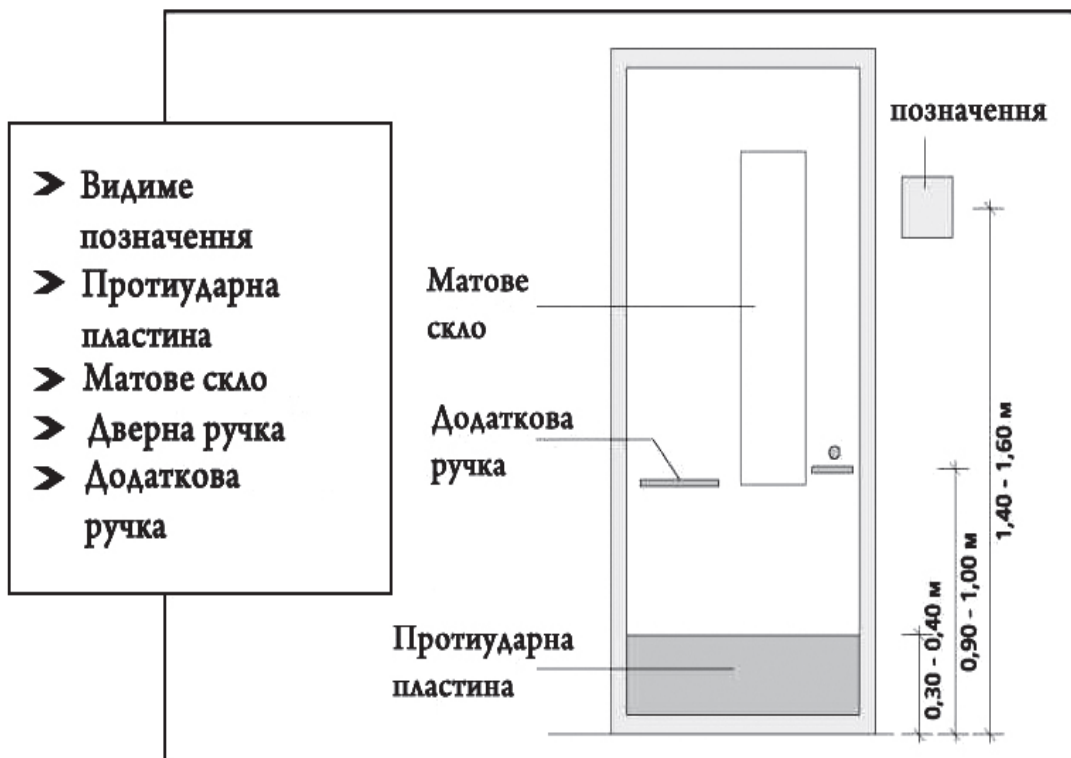 Видиме
позначення
Протиударна
пластина
Матове скло
Дверна ручка
Додаткова
ручка
позначення
Матове
скло
Додаткова
ручка
Протиударна
пластина
0,30 - 0,40 м
0,90 - 1,00 м
1,40 - 1,60 м